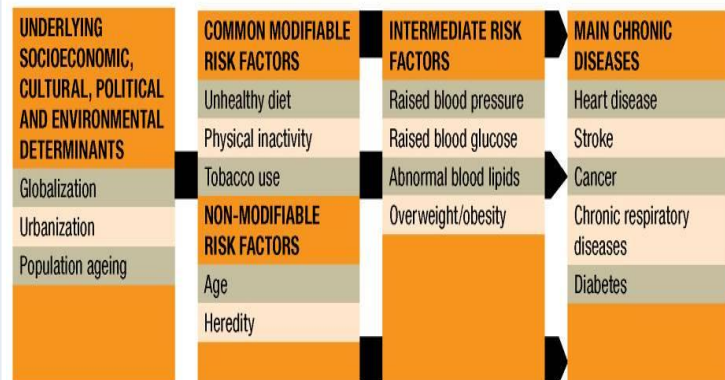 UNDERLYING
SOCIOECONOMIC,
CULTURAL, POLITICAL
AND ENVIRONMENTAL
DETERMINANTS
Globalization
Urbanization
Population ageing
COMMON MODIFIABLE
RISK FACTORS
Unhealthy diet
Physical inactivity
Tobacco use
NON-MODIFIABLE
RISK FACTORS
Age
Heredity
INTERMEDIATE RISK
FACTORS
Raised blood pressure
Raised blood glucose
Abnormal blood lipids
Overweight/obesity
MAIN CHRONIC
DISEASES
Heart disease
Stroke
Cancer
Chronic respiratory
diseases
Diabetes